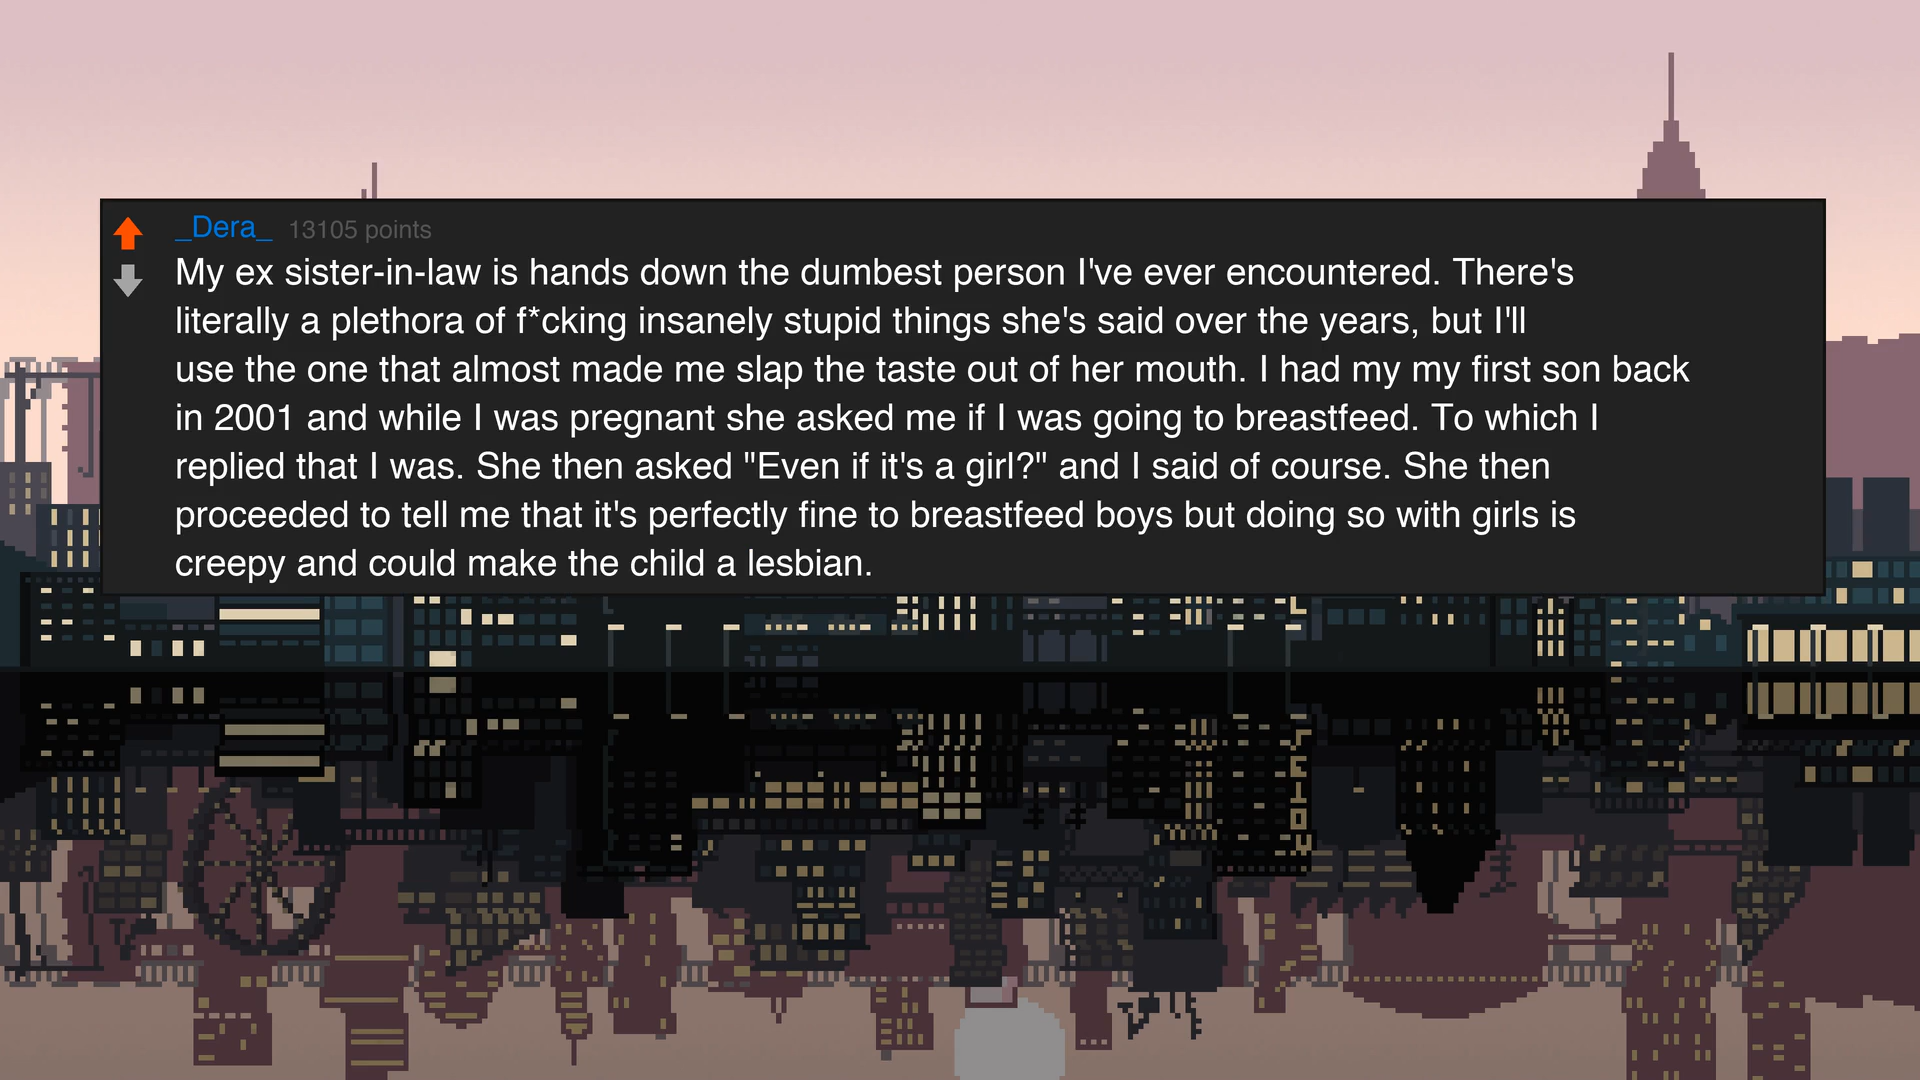 _Dera_ 13105 points
My ex sister-in-law is hands down the dumbest person I've ever encountered. There's
literally a plethora of f*cking insanely stupid things she's said over the years, but I'll
use the one that almost made me slap the taste out of her mouth. I had my my first son back
in 2001 and while I was pregnant she asked me if I was going to breastfeed. To which I
replied that I was. She then asked "Even if it's a girl?" and I said of course. She then
proceeded to tell me that it's perfectly fine to breastfeed boys but doing so with girls is
creepy and could make the child a lesbian.